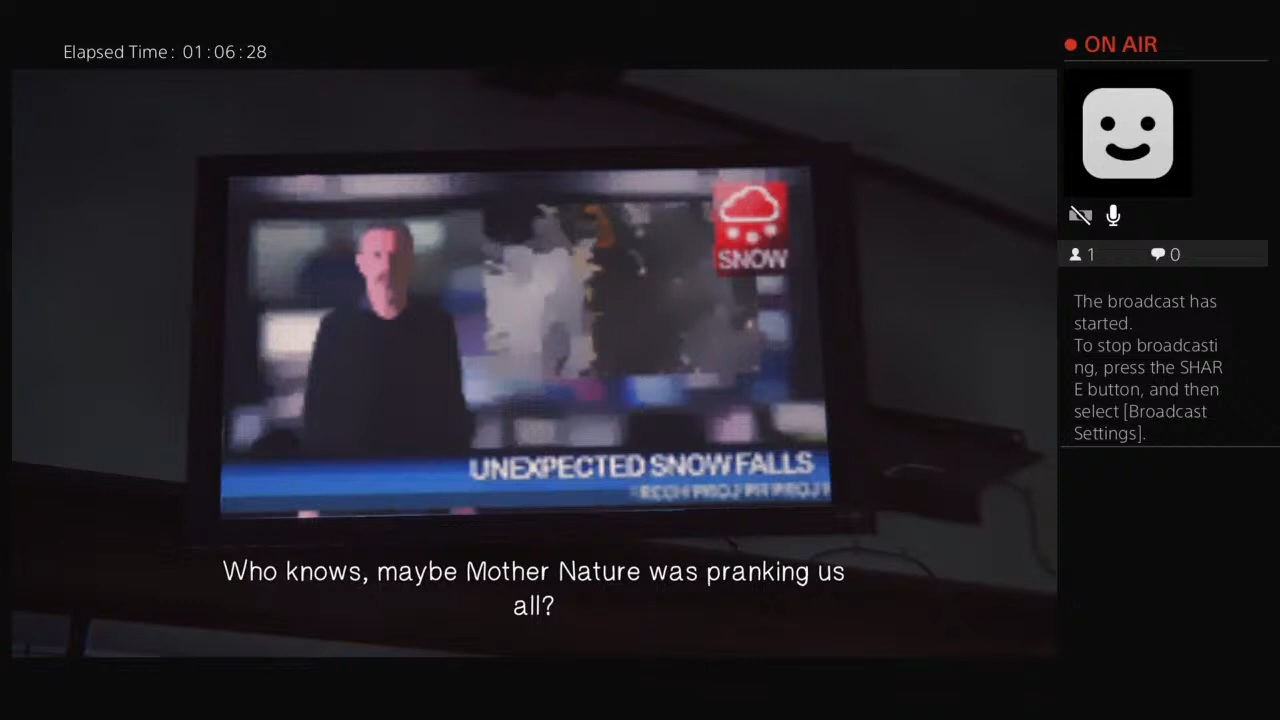 Elapsed Time: 01:06:28
ON AIR
SNOW
1
0
UNEXPECTED SNOW FALLS
The broadcast has
started.
To stop broadcasti
ng, press the SHAR
E button, and then
select [Broadcast
Settings].
Who knows, maybe Mother Nature was pranking us
all?